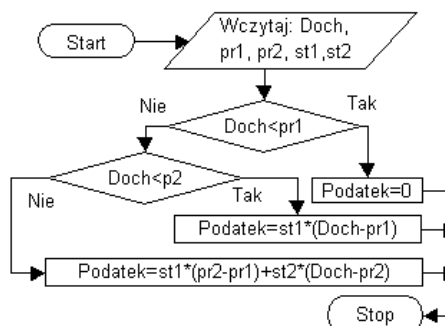 Start
Wczytaj: Doch,
pr1, pr2, st1,st2
Nie
Tak
Doch<pr1
Doch<p2
Nie
Tak
Podatek=0
Podatek=st1*(Doch-pr1)
Podatek=st1*(pr2-pr1)+st2*(Doch-pr2)
Stop